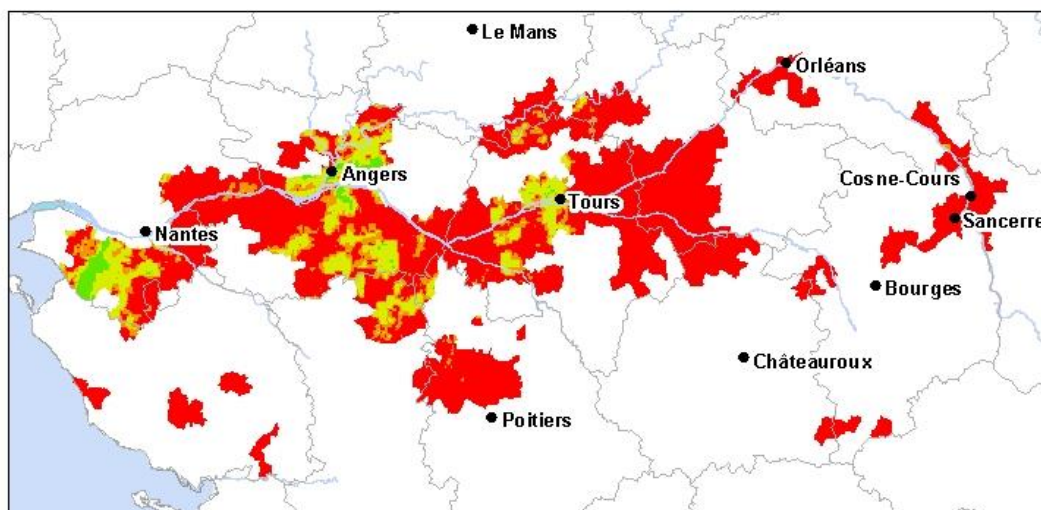 Le Mans
Orléans
Angers
Cosne-Cours
Tours
Sancerre
Nantes
Bourges
Châteauroux
Poitiers